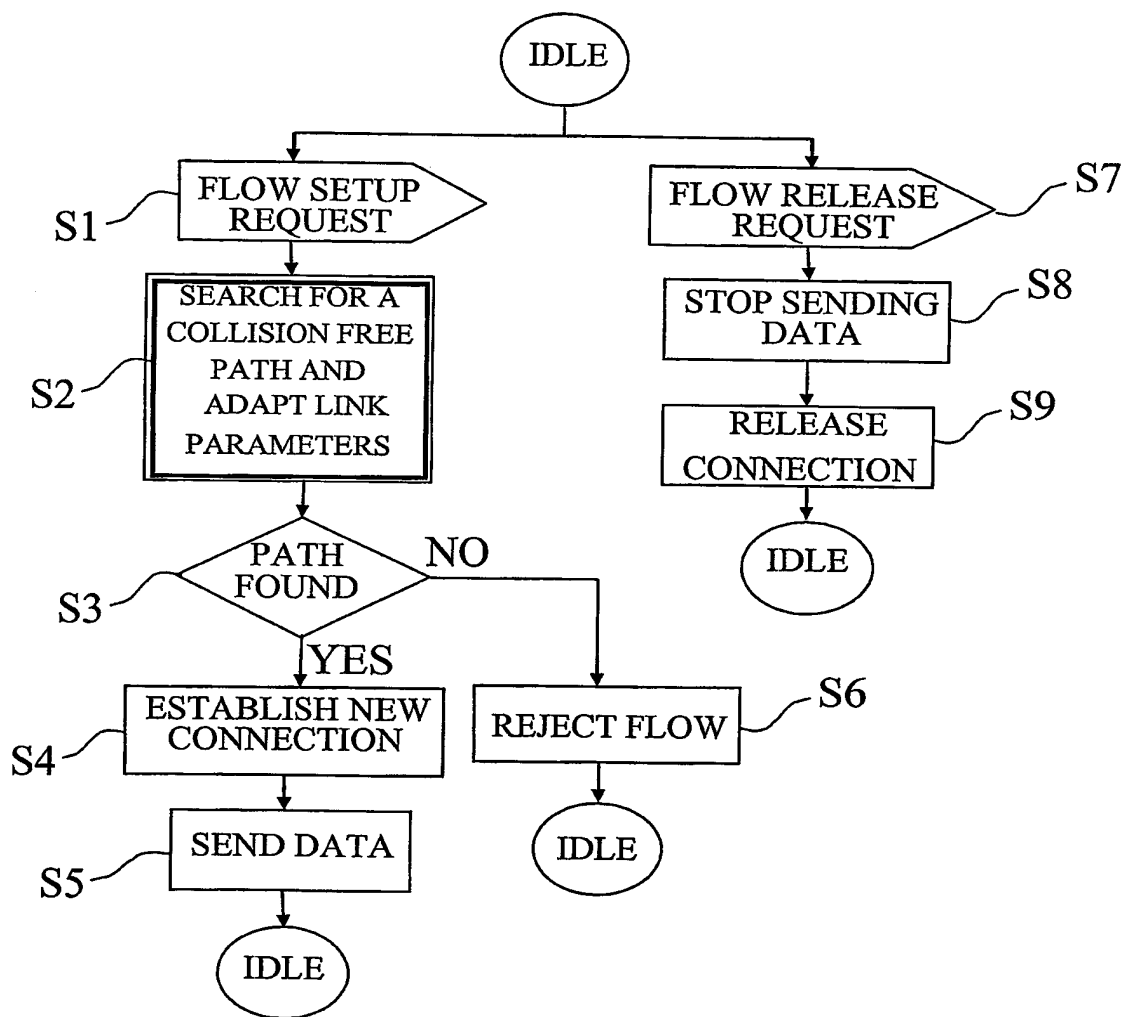 IDLE
S1
FLOW SETUP
REQUEST
FLOW RELEASE
REQUEST
S7
S2
SEARCH FOR A
COLLISION FREE
PATH AND
ADAPT LINK
PARAMETERS
STOP SENDING
DATA
S8
RELEASE
CONNECTION
S9
S3
PATH
FOUND
NO
YES
IDLE
S4
ESTABLISH NEW
CONNECTION
REJECT FLOW
S6
S5
SEND DATA
IDLE
IDLE